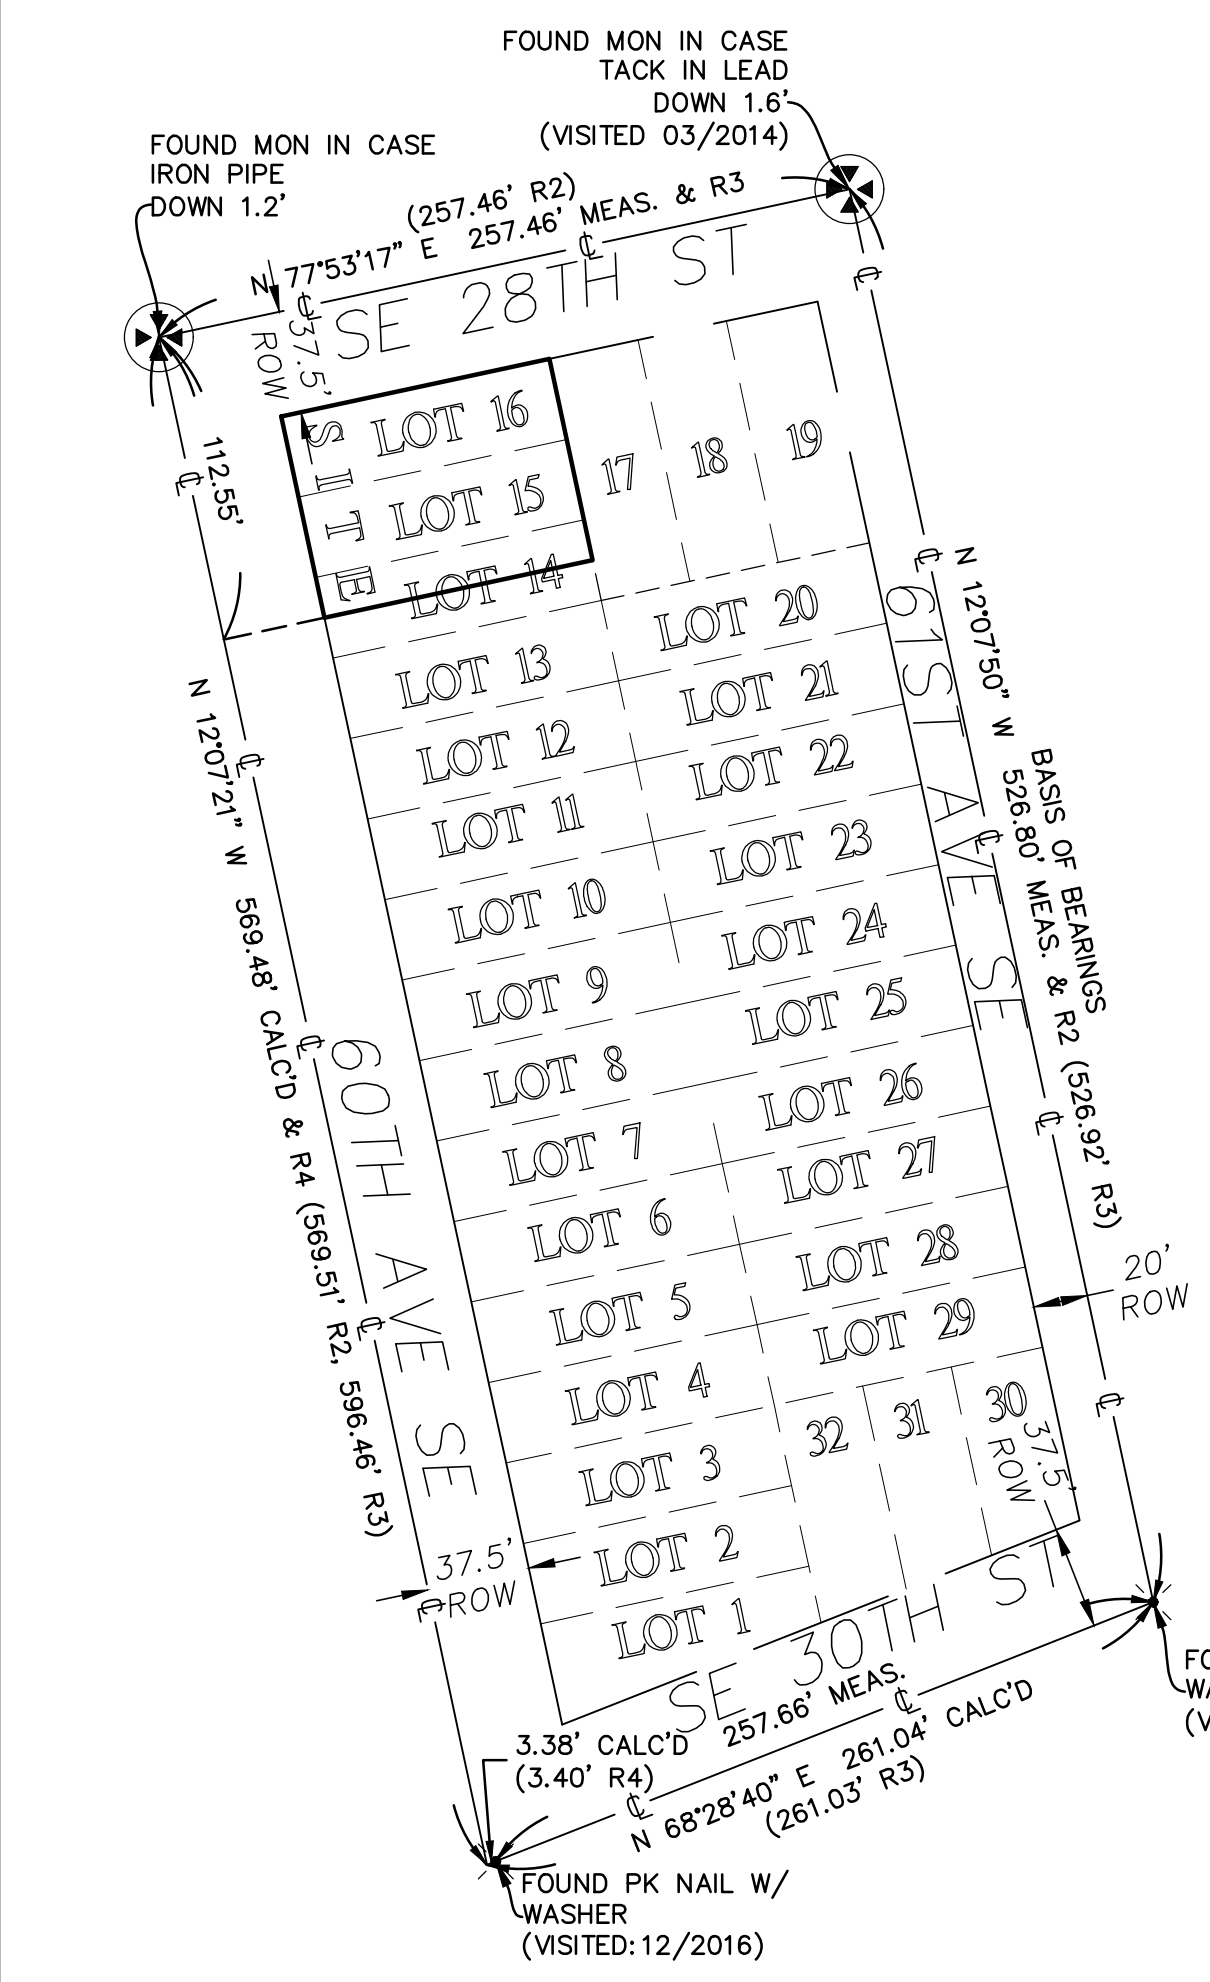 FOUND MON IN CASE
TACK IN LEAD
DOWN 1.6'
(VISITED 03/2014)
FOUND MON IN CASE
IRON PIPE
DOWN 1.2'
(257.46' R2)
N 77°53'17" E 257.46' MEAS. & R3
SE 28TH ST
37.5'
ROW
112.55'
SITE
LOT 16
LOT 15
LOT 14
17
18
19
LOT 13
LOT 12
LOT 11
LOT 10
LOT 9
LOT 8
LOT 7
LOT 6
LOT 5
LOT 4
LOT 3
LOT 2
LOT 1
LOT 20
LOT 21
LOT 22
LOT 23
LOT 24
LOT 25
LOT 26
LOT 27
LOT 28
LOT 29
32
31
30
61ST AVE SE
N 12°07'50" W 526.80' MEAS. & R2 (526.92' R3)
BASIS OF BEARINGS
20'
ROW
N 12°07'21" W 569.48' CALC'D & R4 (569.51' R2, 596.46' R3)
60TH AVE SE
37.5'
ROW
37.5'
ROW
SE 30TH ST
3.38' CALC'D
(3.40' R4)
257.66' MEAS.
N 68°28'40" E 261.04' CALC'D
(261.03' R3)
FOUND PK NAIL W/
WASHER
(VISITED: 12/2016)